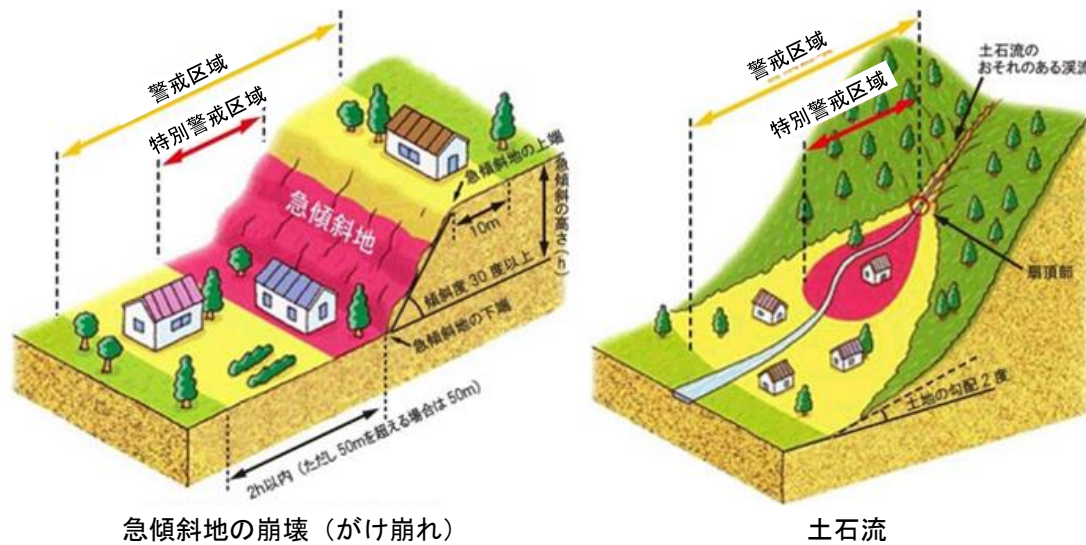 警戒区域
特別警戒区域
急傾斜地の上端
急傾斜地
10m
急傾斜の高さ(h)
傾斜度30度以上
急傾斜地の下端
2h以内(ただし50mを超える場合は50m)
急傾斜地の崩壊(がけ崩れ)
警戒区域
特別警戒区域
土石流の
おそれのある渓流
扇頂部
土地の勾配2度
土石流